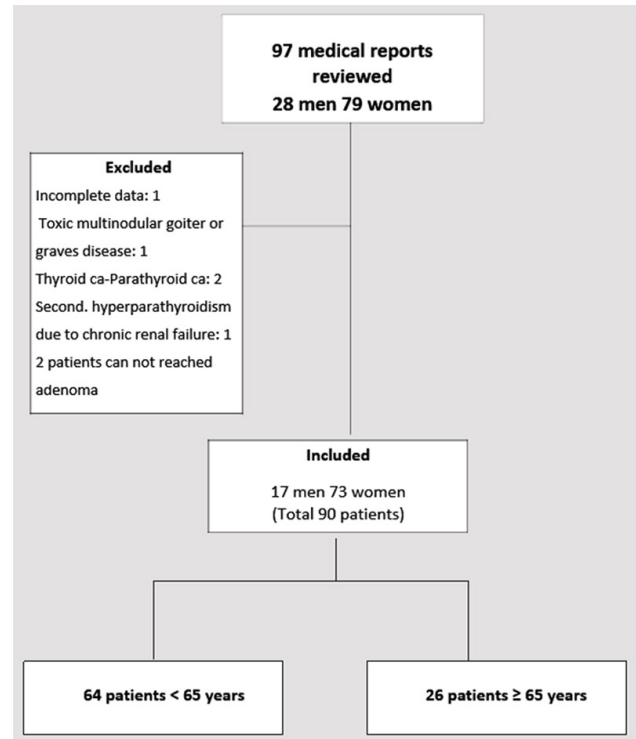 97 medical reports
reviewed
28 men 79 women
Excluded
Incomplete data: 1
Toxic multinodular goiter or
graves disease: 1
Thyroid ca-Parathyroid ca: 2
Second. hyperparathyroidism
due to chronic renal failure: 1
2 patients can not reached
adenoma
Included
17 men 73 women
(Total 90 patients)
64 patients < 65 years
26 patients ≥ 65 years